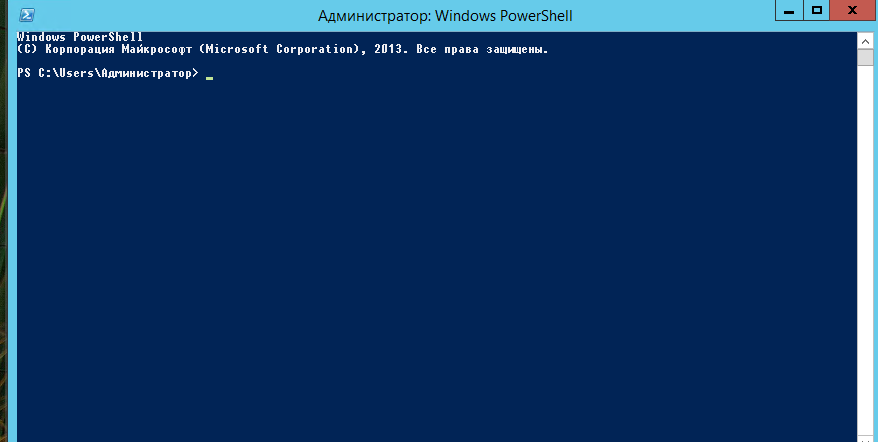 Администратор: Windows PowerShell
Windows PowerShell
(C) Корпорация Майкрософт (Microsoft Corporation), 2013. Все права защищены.
PS C:\Users\Администратор>